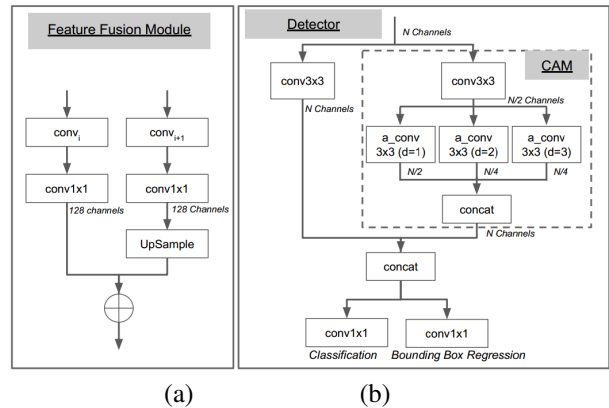 Feature Fusion Module
conv_i
conv_{i+1}
conv1x1
conv1x1
128 channels
128 channels
UpSample
(a)
Detector
N Channels
CAM
conv3x3
conv3x3
N Channels
N/2 Channels
a_conv
3x3 (d=1)
a_conv
3x3 (d=2)
a_conv
3x3 (d=3)
N/2
N/4
N/4
concat
N Channels
concat
conv1x1
conv1x1
Classification
Bounding Box Regression
(b)